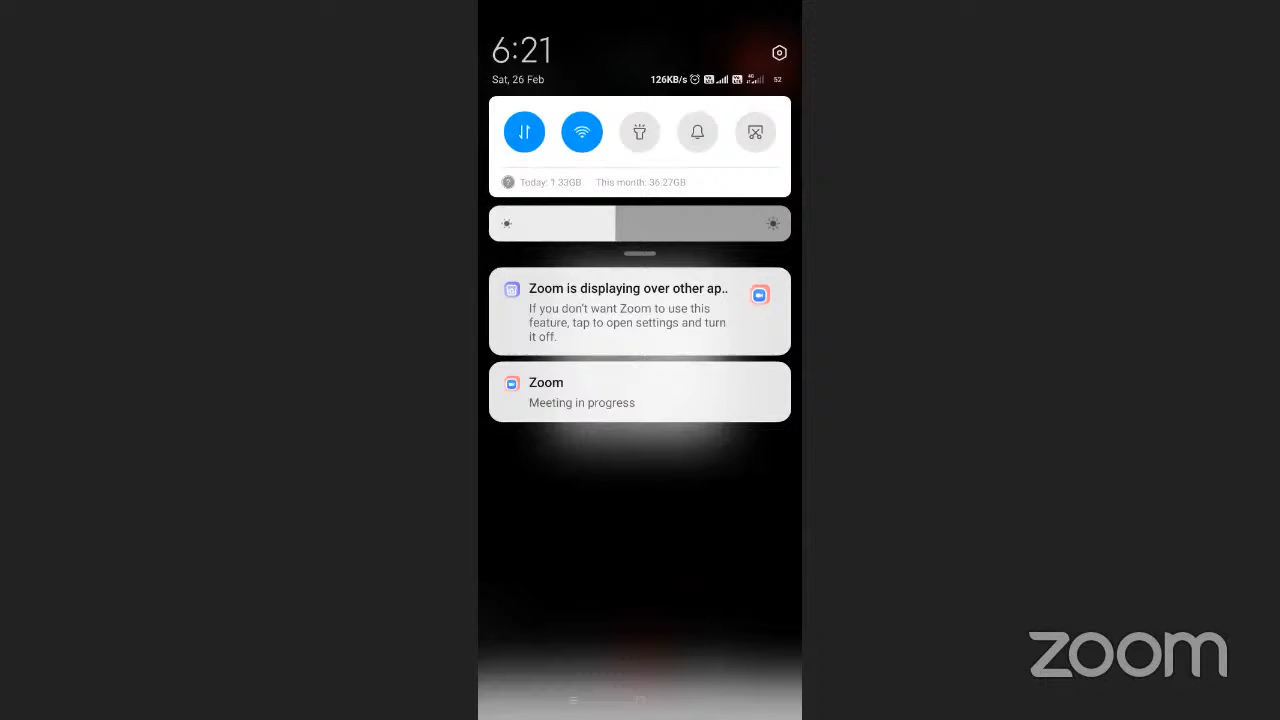 6:21
Sat, 26 Feb
126KB/s 4G 52
Today: 1.33GB This month: 36.27GB
Zoom is displaying over other ap..
If you don't want Zoom to use this
feature, tap to open settings and turn
it off.
Zoom
Meeting in progress
zoom